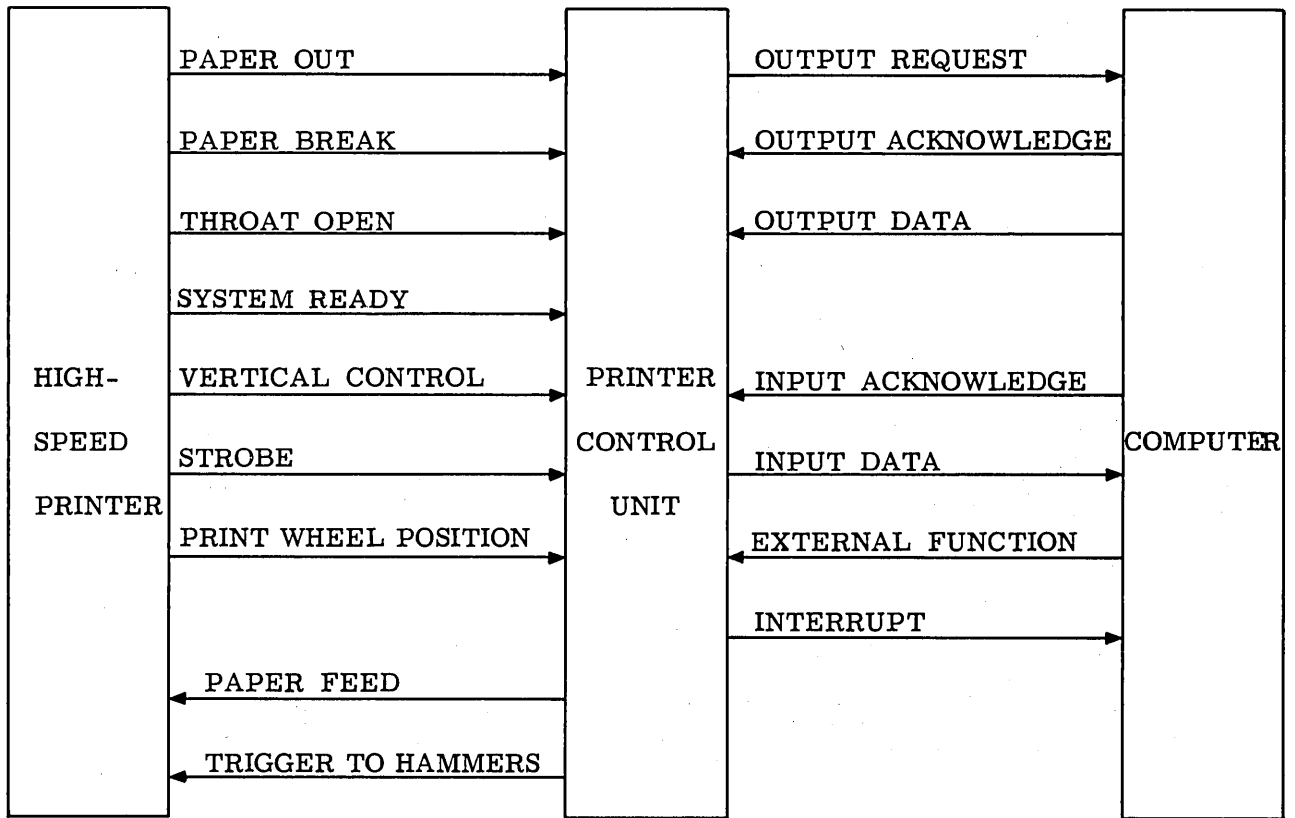 PAPER OUT
PAPER BREAK
THROAT OPEN
SYSTEM READY
VERTICAL CONTROL
STROBE
PRINT WHEEL POSITION
PAPER FEED
TRIGGER TO HAMMERS
HIGH-
SPEED
PRINTER
PRINTER
CONTROL
UNIT
OUTPUT REQUEST
OUTPUT ACKNOWLEDGE
OUTPUT DATA
INPUT ACKNOWLEDGE
INPUT DATA
EXTERNAL FUNCTION
INTERRUPT
COMPUTER